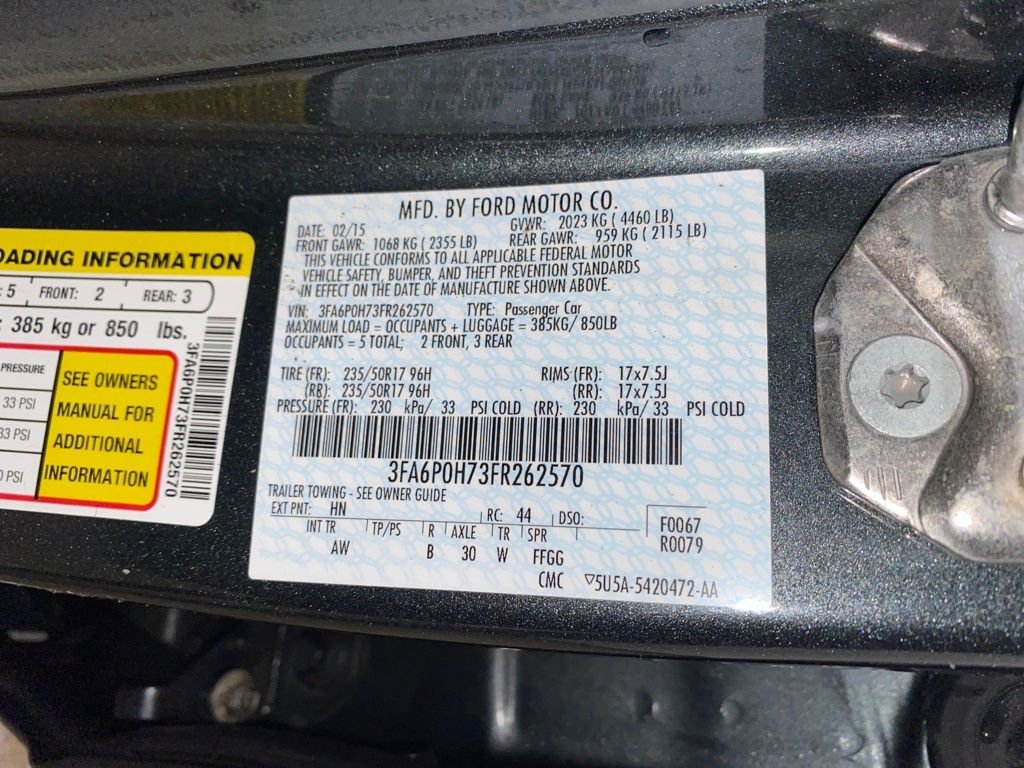 MFD. BY FORD MOTOR CO.
DATE: 02/15 GVWR: 2023 KG ( 4460 LB)
FRONT GAWR: 1068 KG ( 2355 LB) REAR GAWR: 959 KG ( 2115 LB)
THIS VEHICLE CONFORMS TO ALL APPLICABLE FEDERAL MOTOR
VEHICLE SAFETY, BUMPER, AND THEFT PREVENTION STANDARDS
IN EFFECT ON THE DATE OF MANUFACTURE SHOWN ABOVE.
VIN: 3FA6P0H73FR262570 TYPE: Passenger Car
MAXIMUM LOAD = OCCUPANTS + LUGGAGE = 385KG/ 850LB
OCCUPANTS = 5 TOTAL; 2 FRONT, 3 REAR
TIRE (FR): 235/50R17 96H RIMS(FR): 17x7.5J
(RR): 235/50R17 96H (RR): 17x7.5J
PRESSURE (FR): 230 kPa/ 33 PSI COLD (RR): 230 kPa/ 33 PSI COLD
3FA6P0H73FR262570
TRAILER TOWING - SEE OWNER GUIDE
EXT PNT: HN RC: 44 DSO: F0067
INT TR TP/PS R AXLE TR SPR R0079
AW B 30 W FFGG
CMC ▽5U5A-5420472-AA
OADING INFORMATION
: 5 FRONT: 2 REAR: 3
: 385 kg or 850 lbs.
PRESSURE
33 PSI
33 PSI
0 PSI
SEE OWNERS
MANUAL FOR
ADDITIONAL
INFORMATION
3FA6P0H73FR262570